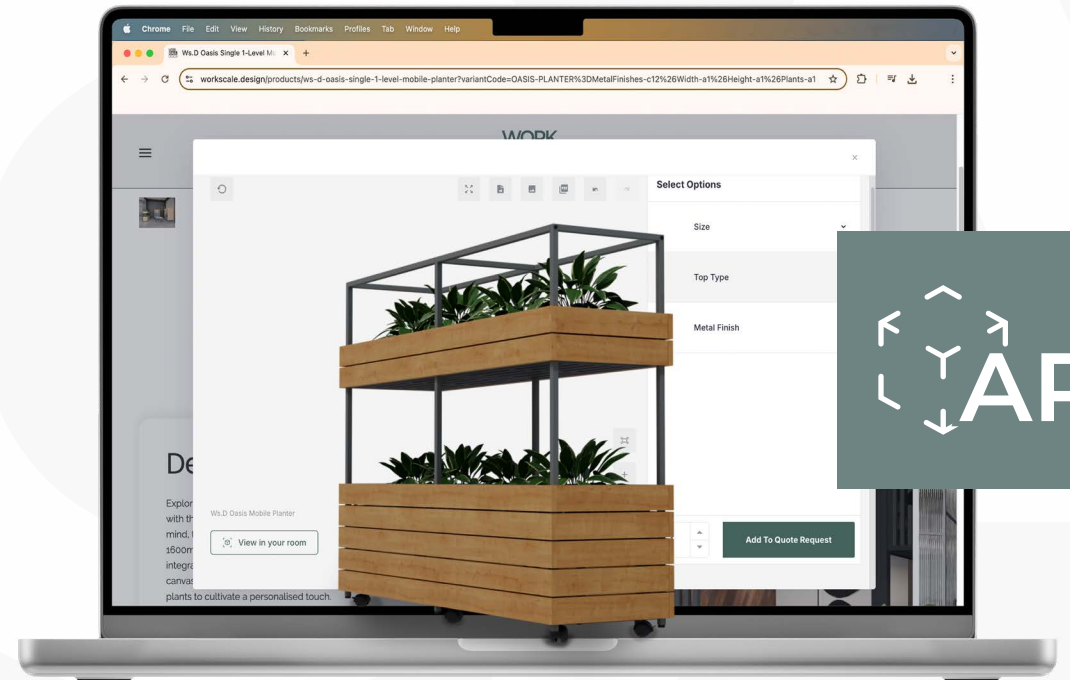 Chrome File Edit View History Bookmarks Profiles Tab Window Help
Ws.D Oasis Single 1-Level Mo
workscale.design/products/ws-d-oasis-single-1-level-mobile-planter?variantCode=OASIS-PLANTER%3DMetalFinishes-c12%26Width-a1%26Height-a1%26Plants-a1
WORK
Select Options
Size
Top Type
Metal Finish
AR
De
Explor
with th
mind, t
1600m
integra
canvas
plants to cultivate a personalised touch.
Ws.D Oasis Mobile Planter
View in your room
Add To Quote Request